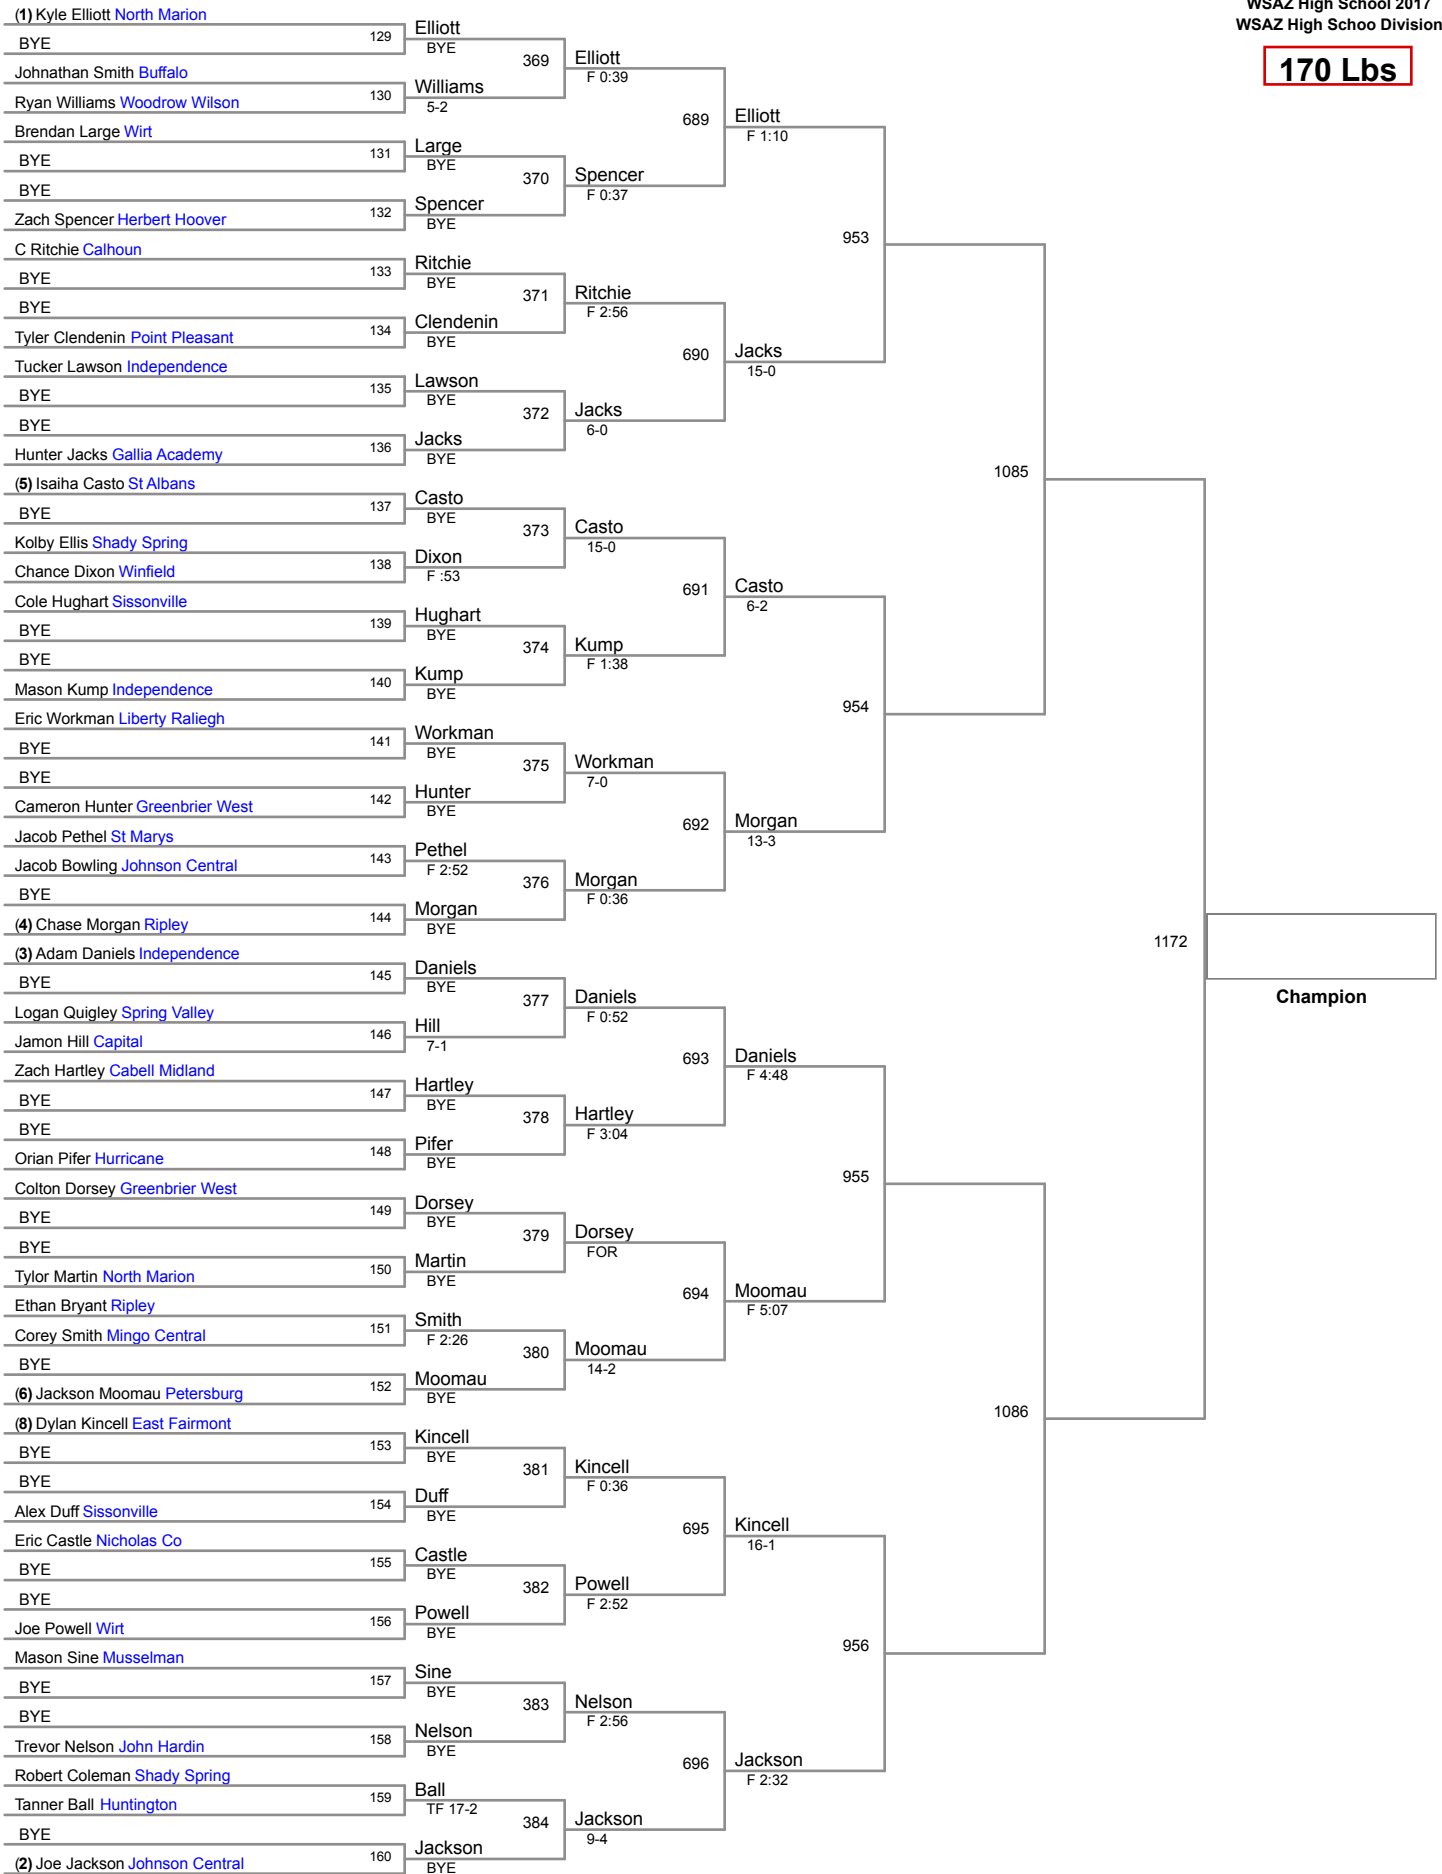 WSAZ High School 2017
WSAZ High Schoo Division
170 Lbs
(1) Kyle Elliott North Marion
BYE
Johnathan Smith Buffalo
Ryan Williams Woodrow Wilson
Brendan Large Wirt
BYE
BYE
Zach Spencer Herbert Hoover
C Ritchie Calhoun
BYE
BYE
Tyler Clendenin Point Pleasant
Tucker Lawson Independence
BYE
BYE
Hunter Jacks Gallia Academy
(5) Isaiha Casto St Albans
BYE
Kolby Ellis Shady Spring
Chance Dixon Winfield
Cole Hughart Sissonville
BYE
BYE
Mason Kump Independence
Eric Workman Liberty Raliegh
BYE
BYE
Cameron Hunter Greenbrier West
Jacob Pethel St Marys
Jacob Bowling Johnson Central
BYE
(4) Chase Morgan Ripley
(3) Adam Daniels Independence
BYE
Logan Quigley Spring Valley
Jamon Hill Capital
Zach Hartley Cabell Midland
BYE
BYE
Orian Pifer Hurricane
Colton Dorsey Greenbrier West
BYE
BYE
Tylor Martin North Marion
Ethan Bryant Ripley
Corey Smith Mingo Central
BYE
(6) Jackson Moomau Petersburg
(8) Dylan Kincell East Fairmont
BYE
BYE
Alex Duff Sissonville
Eric Castle Nicholas Co
BYE
BYE
Joe Powell Wirt
Mason Sine Musselman
BYE
BYE
Trevor Nelson John Hardin
Robert Coleman Shady Spring
Tanner Ball Huntington
BYE
(2) Joe Jackson Johnson Central
129
130
131
132
133
134
135
136
137
138
139
140
141
142
143
144
145
146
147
148
149
150
151
152
153
154
155
156
157
158
159
160
Elliott
BYE
Williams
5-2
Large
BYE
Spencer
BYE
Ritchie
BYE
Clendenin
BYE
Lawson
BYE
Jacks
BYE
Casto
BYE
Dixon
F :53
Hughart
BYE
Kump
BYE
Workman
BYE
Hunter
BYE
Pethel
F 2:52
Morgan
BYE
Daniels
BYE
Hill
7-1
Hartley
BYE
Pifer
BYE
Dorsey
BYE
Martin
BYE
Smith
F 2:26
Moomau
BYE
Kincell
BYE
Duff
BYE
Castle
BYE
Powell
BYE
Sine
BYE
Nelson
BYE
Ball
TF 17-2
Jackson
BYE
369
370
371
372
373
374
375
376
377
378
379
380
381
382
383
384
Elliott
F 0:39
Spencer
F 0:37
Ritchie
F 2:56
Jacks
6-0
Casto
15-0
Kump
F 1:38
Workman
7-0
Morgan
F 0:36
Daniels
F 0:52
Hartley
F 3:04
Dorsey
FOR
Moomau
14-2
Kincell
F 0:36
Powell
F 2:52
Nelson
F 2:56
Jackson
9-4
689
690
691
692
693
694
695
696
Elliott
F 1:10
Jacks
15-0
Casto
6-2
Morgan
13-3
Daniels
F 4:48
Moomau
F 5:07
Kincell
16-1
Jackson
F 2:32
953
954
955
956
1085
1086
1172
Champion